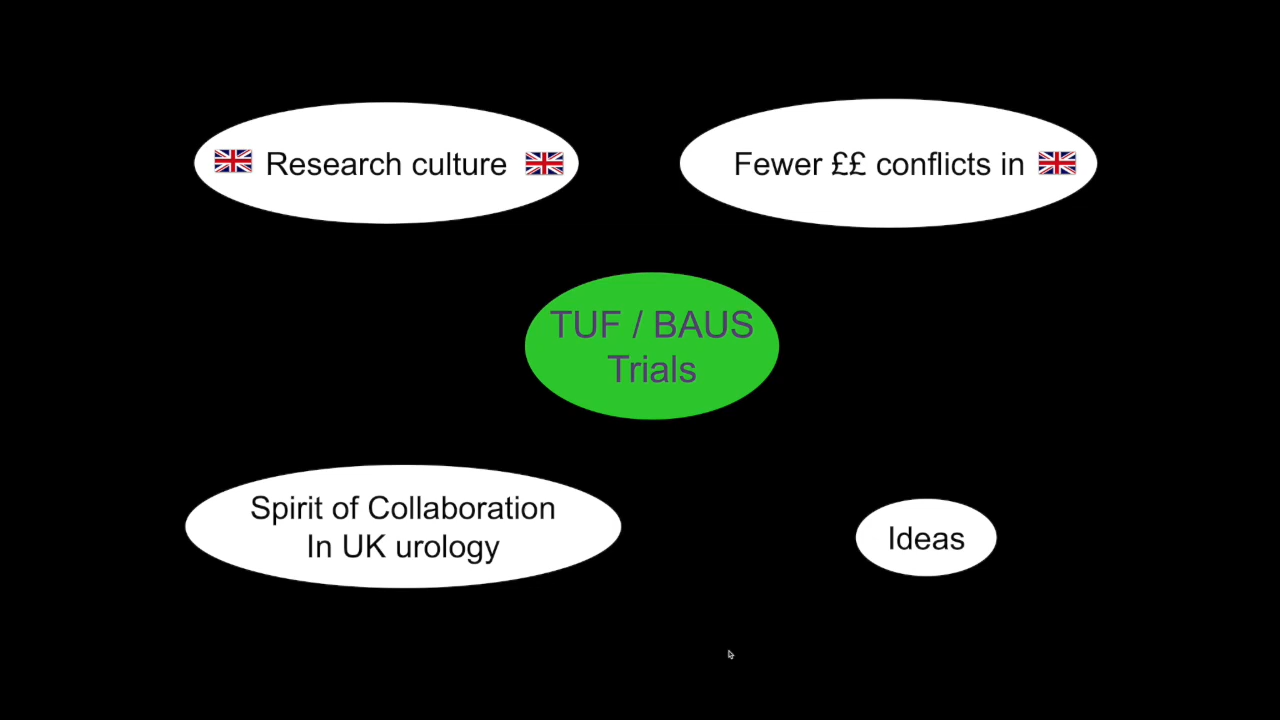 Research culture
Fewer ££ conflicts in
TUF / BAUS
Trials
Spirit of Collaboration
In UK urology
Ideas